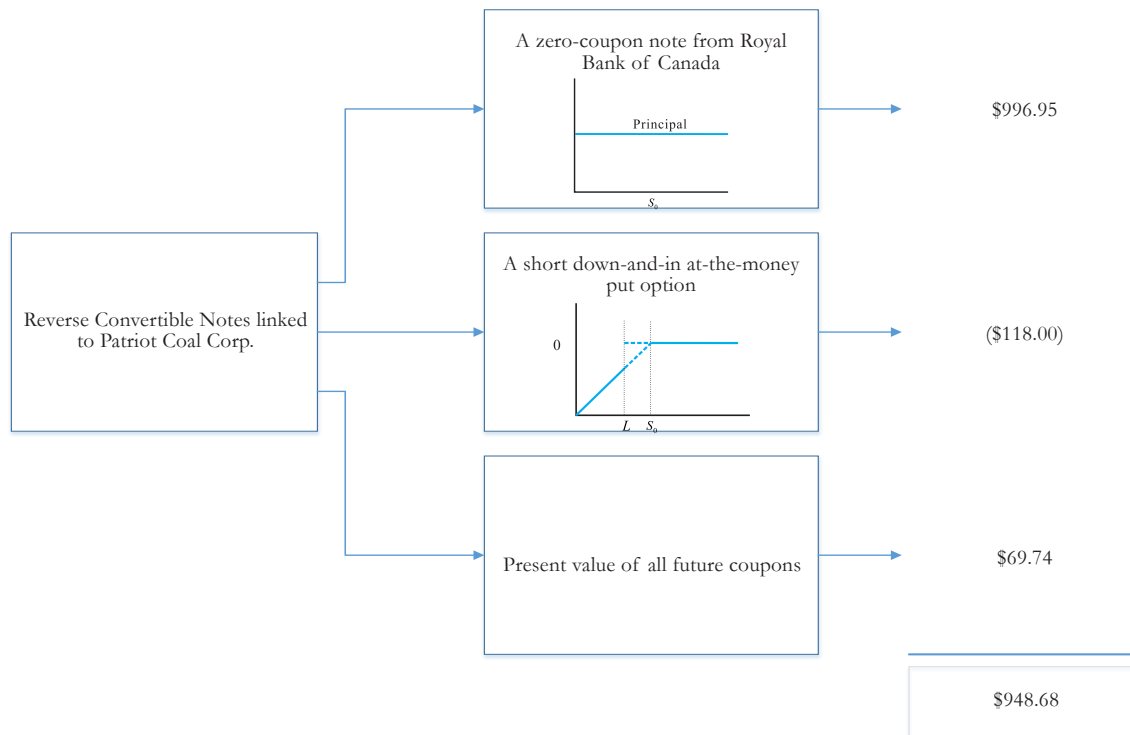 A zero-coupon note from Royal
Bank of Canada
Principal
S₀
$996.95
Reverse Convertible Notes linked
to Patriot Coal Corp.
A short down-and-in at-the-money
put option
0
L S₀
($118.00)
Present value of all future coupons
$69.74
$948.68